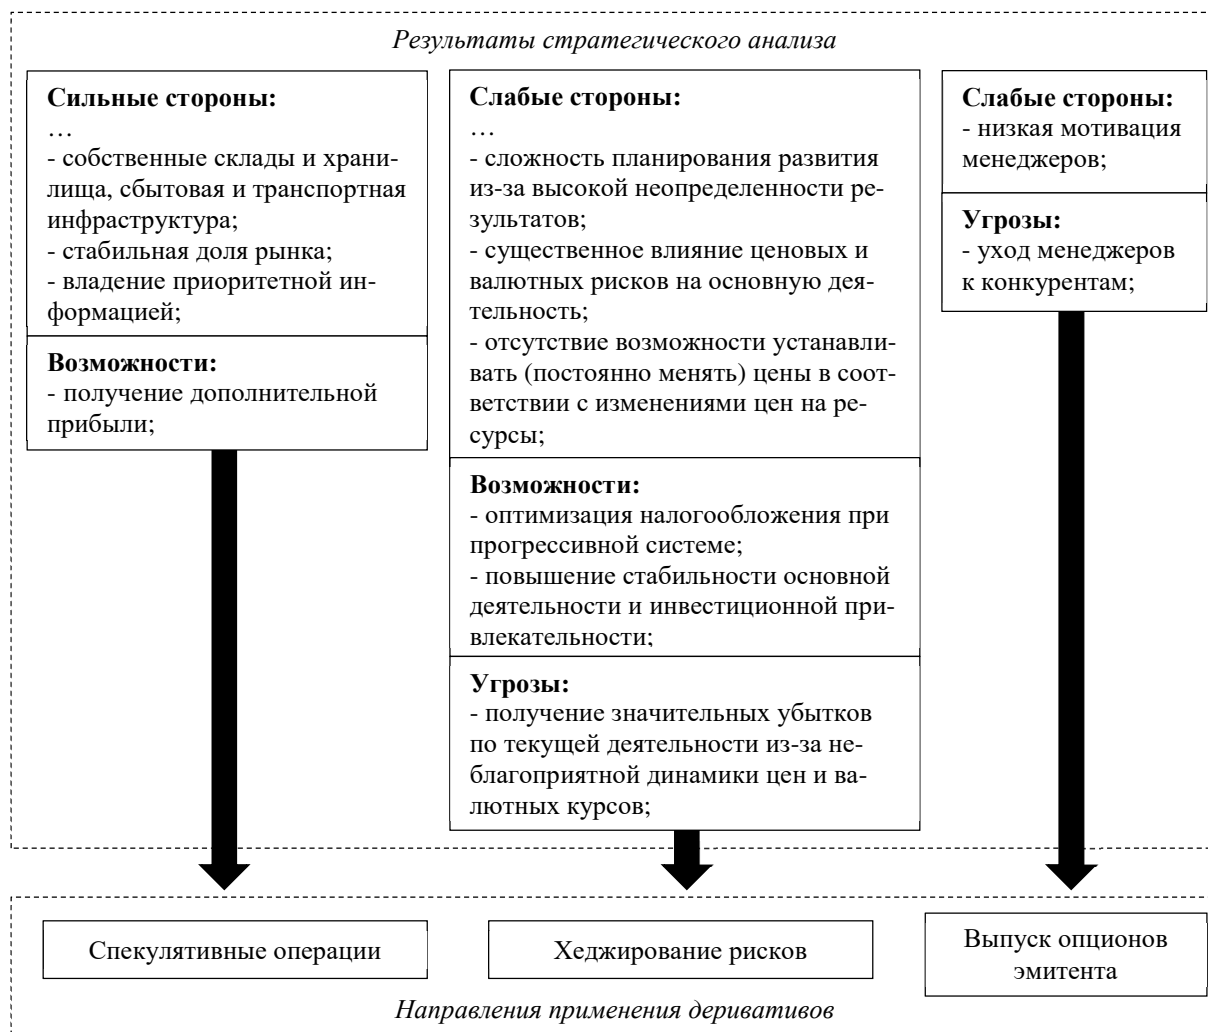 Результаты стратегического анализа
Сильные стороны:
…
- собственные склады и храни-
лища, сбытовая и транспортная
инфраструктура;
- стабильная доля рынка;
- владение приоритетной ин-
формацией;
Возможности:
- получение дополнительной
прибыли;
Слабые стороны:
…
- сложность планирования развития
из-за высокой неопределенности ре-
зультатов;
- существенное влияние ценовых и
валютных рисков на основную дея-
тельность;
- отсутствие возможности устанавли-
вать (постоянно менять) цены в соот-
ветствии с изменениями цен на ре-
сурсы;
Возможности:
- оптимизация налогообложения при
прогрессивной системе;
- повышение стабильности основной
деятельности и инвестиционной при-
влекательности;
Угрозы:
- получение значительных убытков
по текущей деятельности из-за не-
благоприятной динамики цен и ва-
лютных курсов;
Слабые стороны:
- низкая мотивация
менеджеров;
Угрозы:
- уход менеджеров
к конкурентам;
Спекулятивные операции
Хеджирование рисков
Выпуск опционов
эмитента
Направления применения деривативов